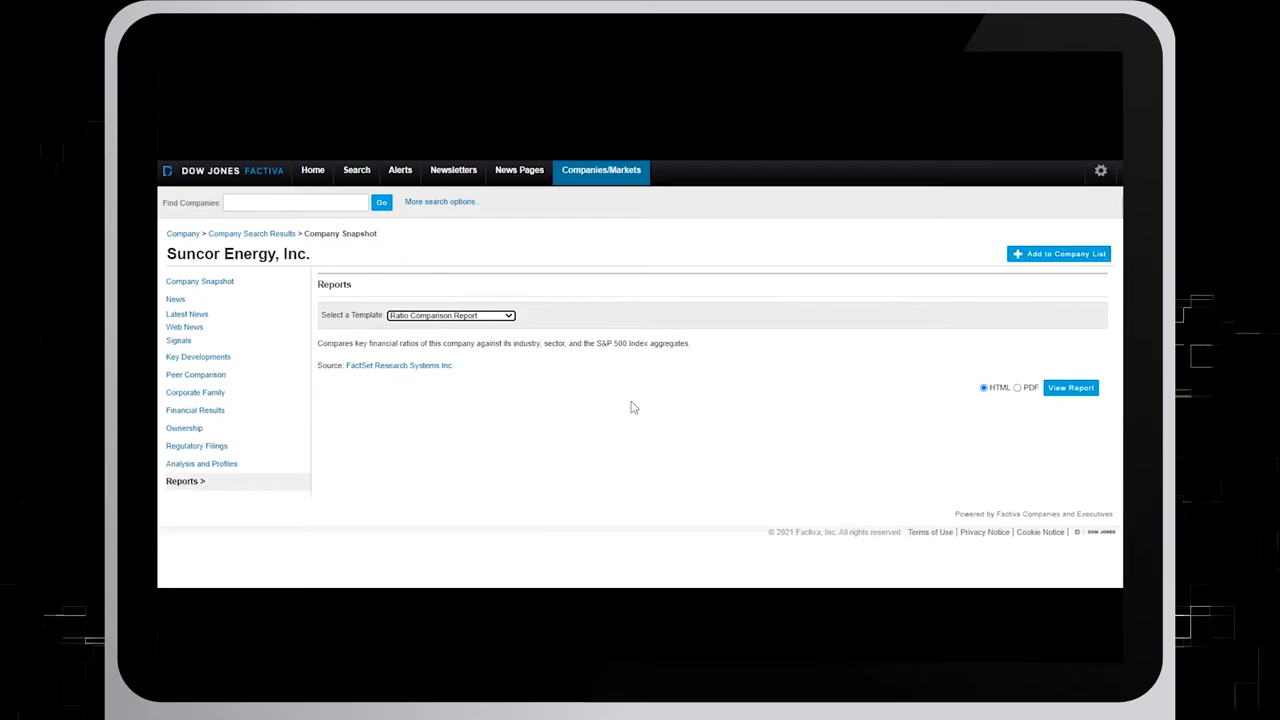 DOW JONES FACTIVA
Home Search Alerts Newsletters News Pages Companies/Markets
Find Companies: Go More search options...
Company > Company Search Results > Company Snapshot
Suncor Energy, Inc.
Add to Company List
Company Snapshot
News
Latest News
Web News
Signals
Key Developments
Peer Comparison
Corporate Family
Financial Results
Ownership
Regulatory Filings
Analysis and Profiles
Reports >
Reports
Select a Template Ratio Comparison Report
Compares key financial ratios of this company against its industry, sector, and the S&P 500 Index aggregates.
Source: FactSet Research Systems Inc.
HTML PDF View Report
Powered by Factiva Companies and Executives
© 2021 Factiva, Inc. All rights reserved. Terms of Use | Privacy Notice | Cookie Notice | DOW JONES